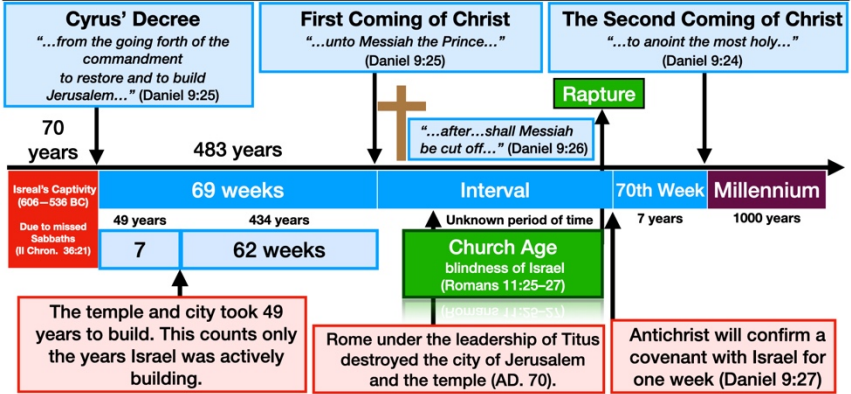 Cyrus' Decree
“...from the going forth of the
commandment
to restore and to build
Jerusalem...” (Daniel 9:25)
First Coming of Christ
“...unto Messiah the Prince...”
(Daniel 9:25)
The Second Coming of Christ
“...to anoint the most holy...”
(Daniel 9:24)
Rapture
“...after...shall Messiah
be cut off...” (Daniel 9:26)
70
years
483 years
Isreal's Captivity
(606—536 BC)
Due to missed
Sabbaths
(II Chron. 36:21)
69 weeks
Interval
70th Week
Millennium
49 years
434 years
Unknown period of time
7 years
1000 years
7
62 weeks
Church Age
blindness of Israel
(Romans 11:25–27)
The temple and city took 49
years to build. This counts only
the years Israel was actively
building.
Rome under the leadership of Titus
destroyed the city of Jerusalem
and the temple (AD. 70).
Antichrist will confirm a
covenant with Israel for
one week (Daniel 9:27)